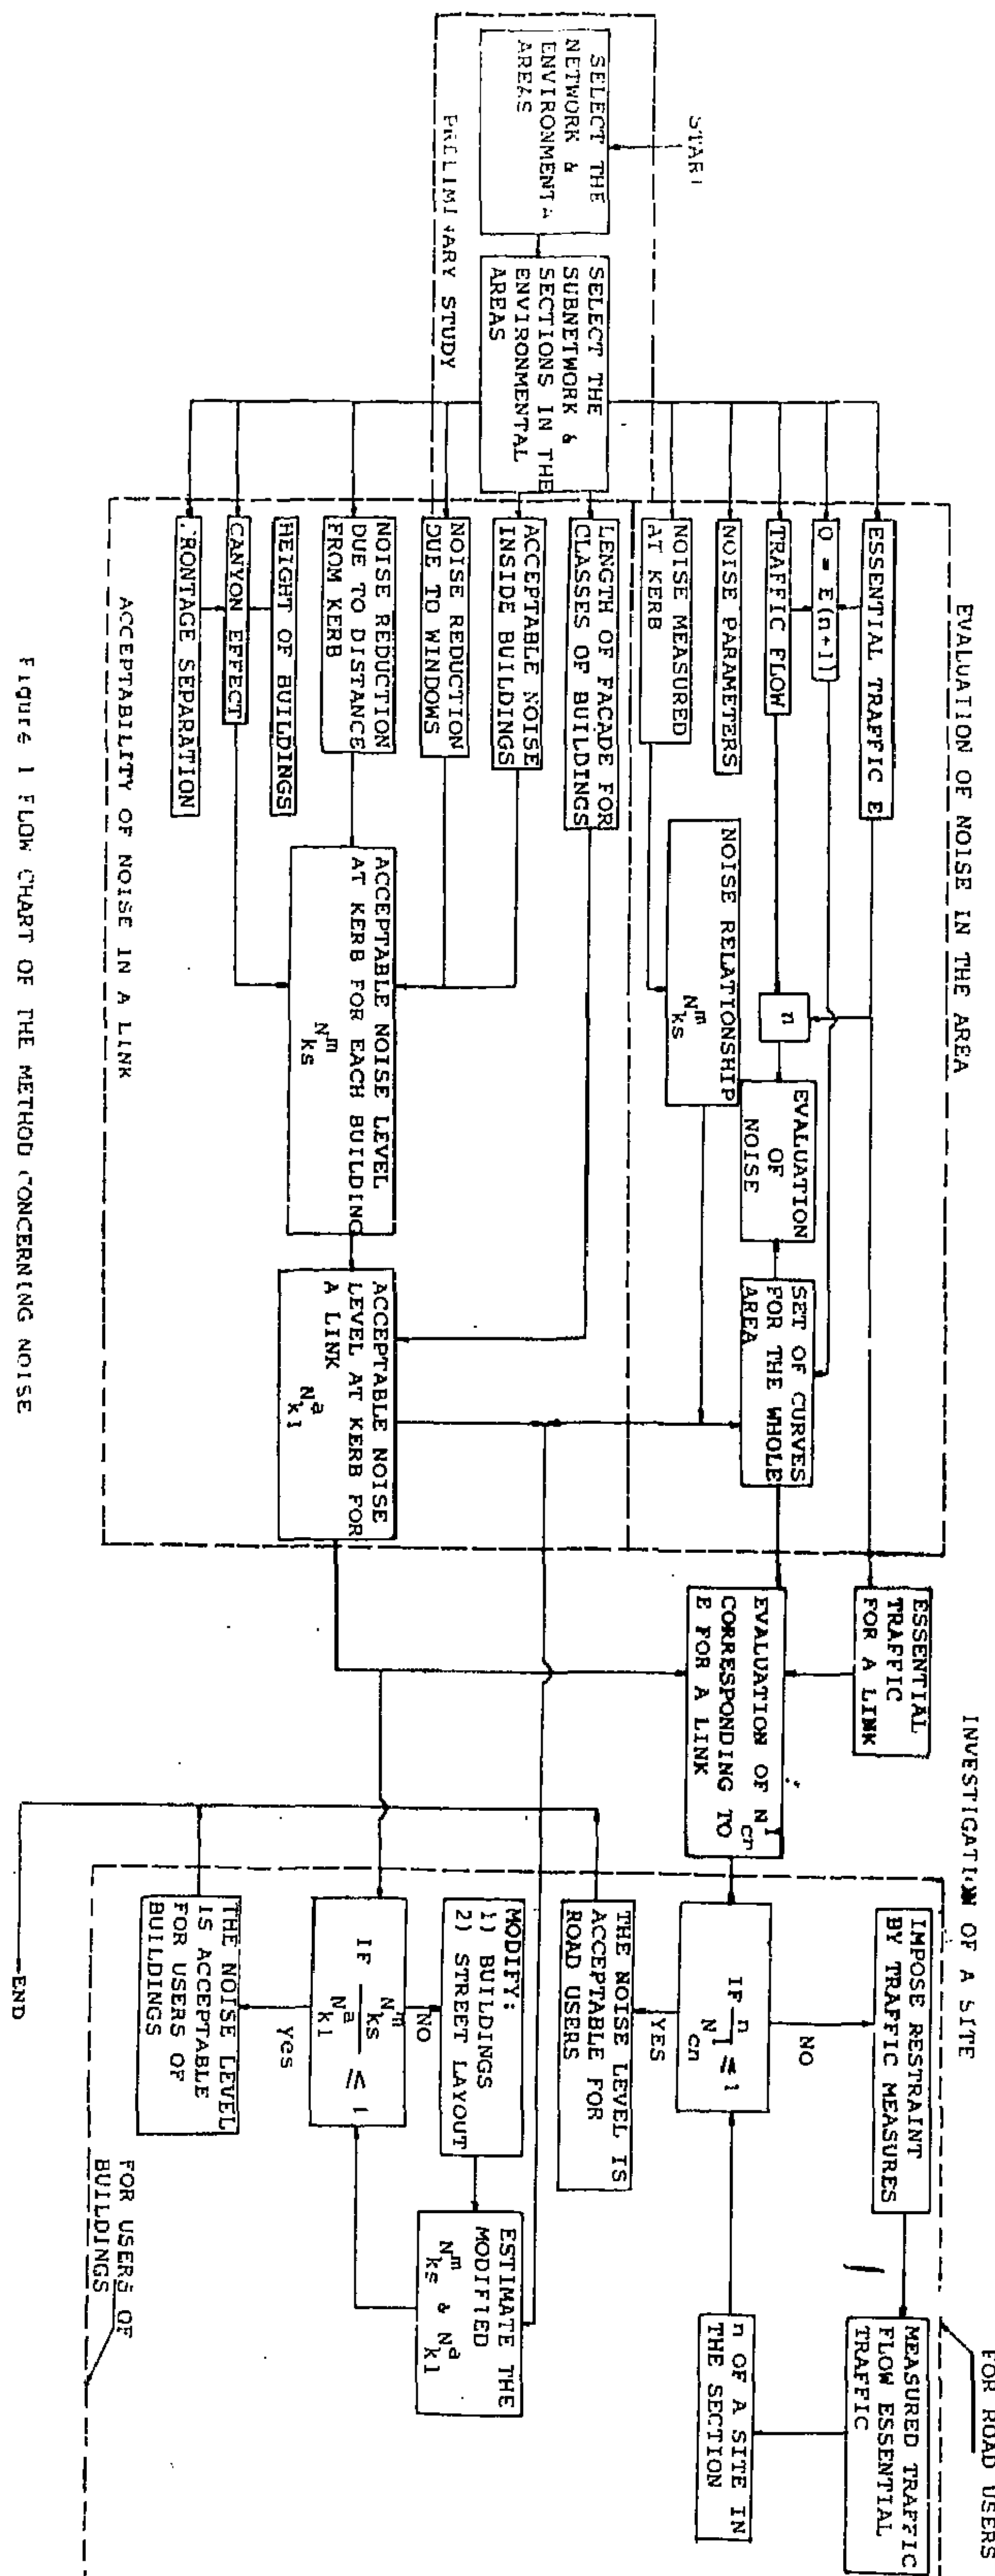 START
SELECT THE
NETWORK &
ENVIRONMENTA
AREAS
PRELIMINARY STUDY
SELECT THE
SUBNETWORK &
SECTIONS IN THE
ENVIRONMENTAL
AREAS
EVALUATION OF NOISE IN THE AREA
ESSENTIAL TRAFFIC E
Q = E(n+1)
TRAFFIC FLOW
NOISE PARAMETERS
NOISE MEASURED
AT KERB
n
NOISE RELATIONSHIP
N^m_ks
EVALUATION
OF
NOISE
SET OF CURVES
FOR THE WHOLE
AREA
LENGTH OF FACADE FOR
CLASSES OF BUILDINGS
ACCEPTABLE NOISE
INSIDE BUILDINGS
NOISE REDUCTION
DUE TO WINDOWS
NOISE REDUCTION
DUE TO DISTANCE
FROM KERB
HEIGHT OF BUILDINGS
CANYON EFFECT
FRONTAGE SEPARATION
ACCEPTABLE NOISE LEVEL
AT KERB FOR EACH BUILDING
N^m_ks
ACCEPTABLE NOISE
LEVEL AT KERB FOR
A LINK
N^a_kl
ACCEPTABILITY OF NOISE IN A LINK
INVESTIGATION OF A SITE
ESSENTIAL
TRAFFIC
FOR A LINK
EVALUATION OF N^l_cn
CORRESPONDING TO
E FOR A LINK
FOR ROAD USERS
IMPOSE RESTRAINT
BY TRAFFIC MEASURES
MEASURED TRAFFIC
FLOW ESSENTIAL
TRAFFIC
NO
IF n / N^l_cn ≤ 1
n OF A SITE IN
THE SECTION
YES
THE NOISE LEVEL IS
ACCEPTABLE FOR
ROAD USERS
MODIFY:
1) BUILDINGS
2) STREET LAYOUT
ESTIMATE THE
MODIFIED
N^m_ks & N^a_kl
NO
IF N^m_ks / N^a_kl ≤ 1
Yes
THE NOISE LEVEL
IS ACCEPTABLE
FOR USERS OF
BUILDINGS
FOR USERS OF
BUILDINGS
END
Figure 1 FLOW CHART OF THE METHOD CONCERNING NOISE